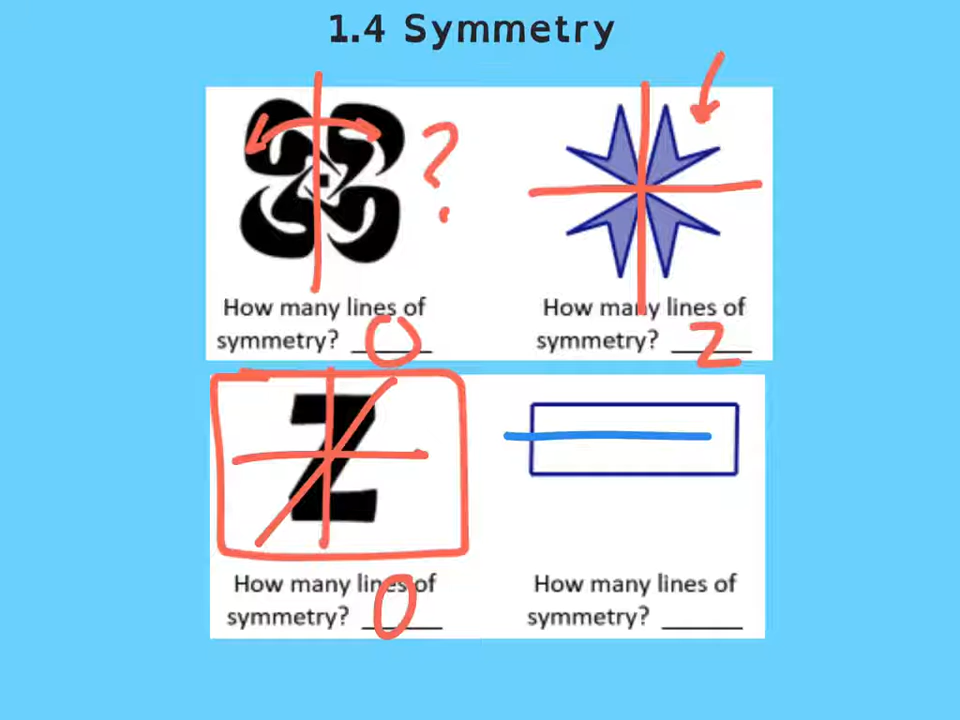 1.4 Symmetry
?
How many lines of
symmetry? 0
How many lines of
symmetry? 2
Z
How many lines of
symmetry? 0
How many lines of
symmetry? ______